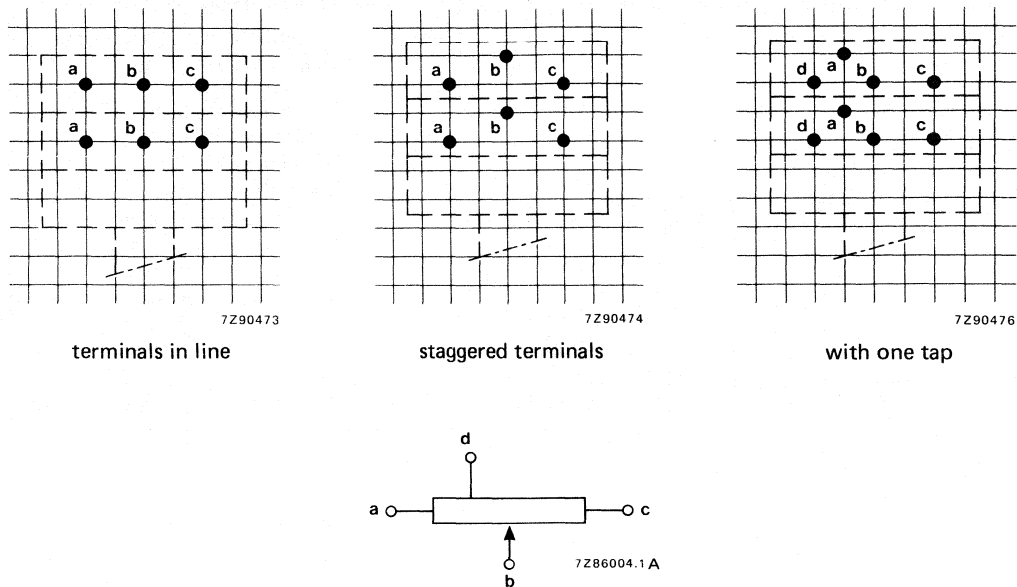 a b c
a b c
7Z90473
terminals in line
a b c
a b c
7Z90474
staggered terminals
d a b c
d a b c
7Z90476
with one tap
d
a c
b
7Z86004.1A